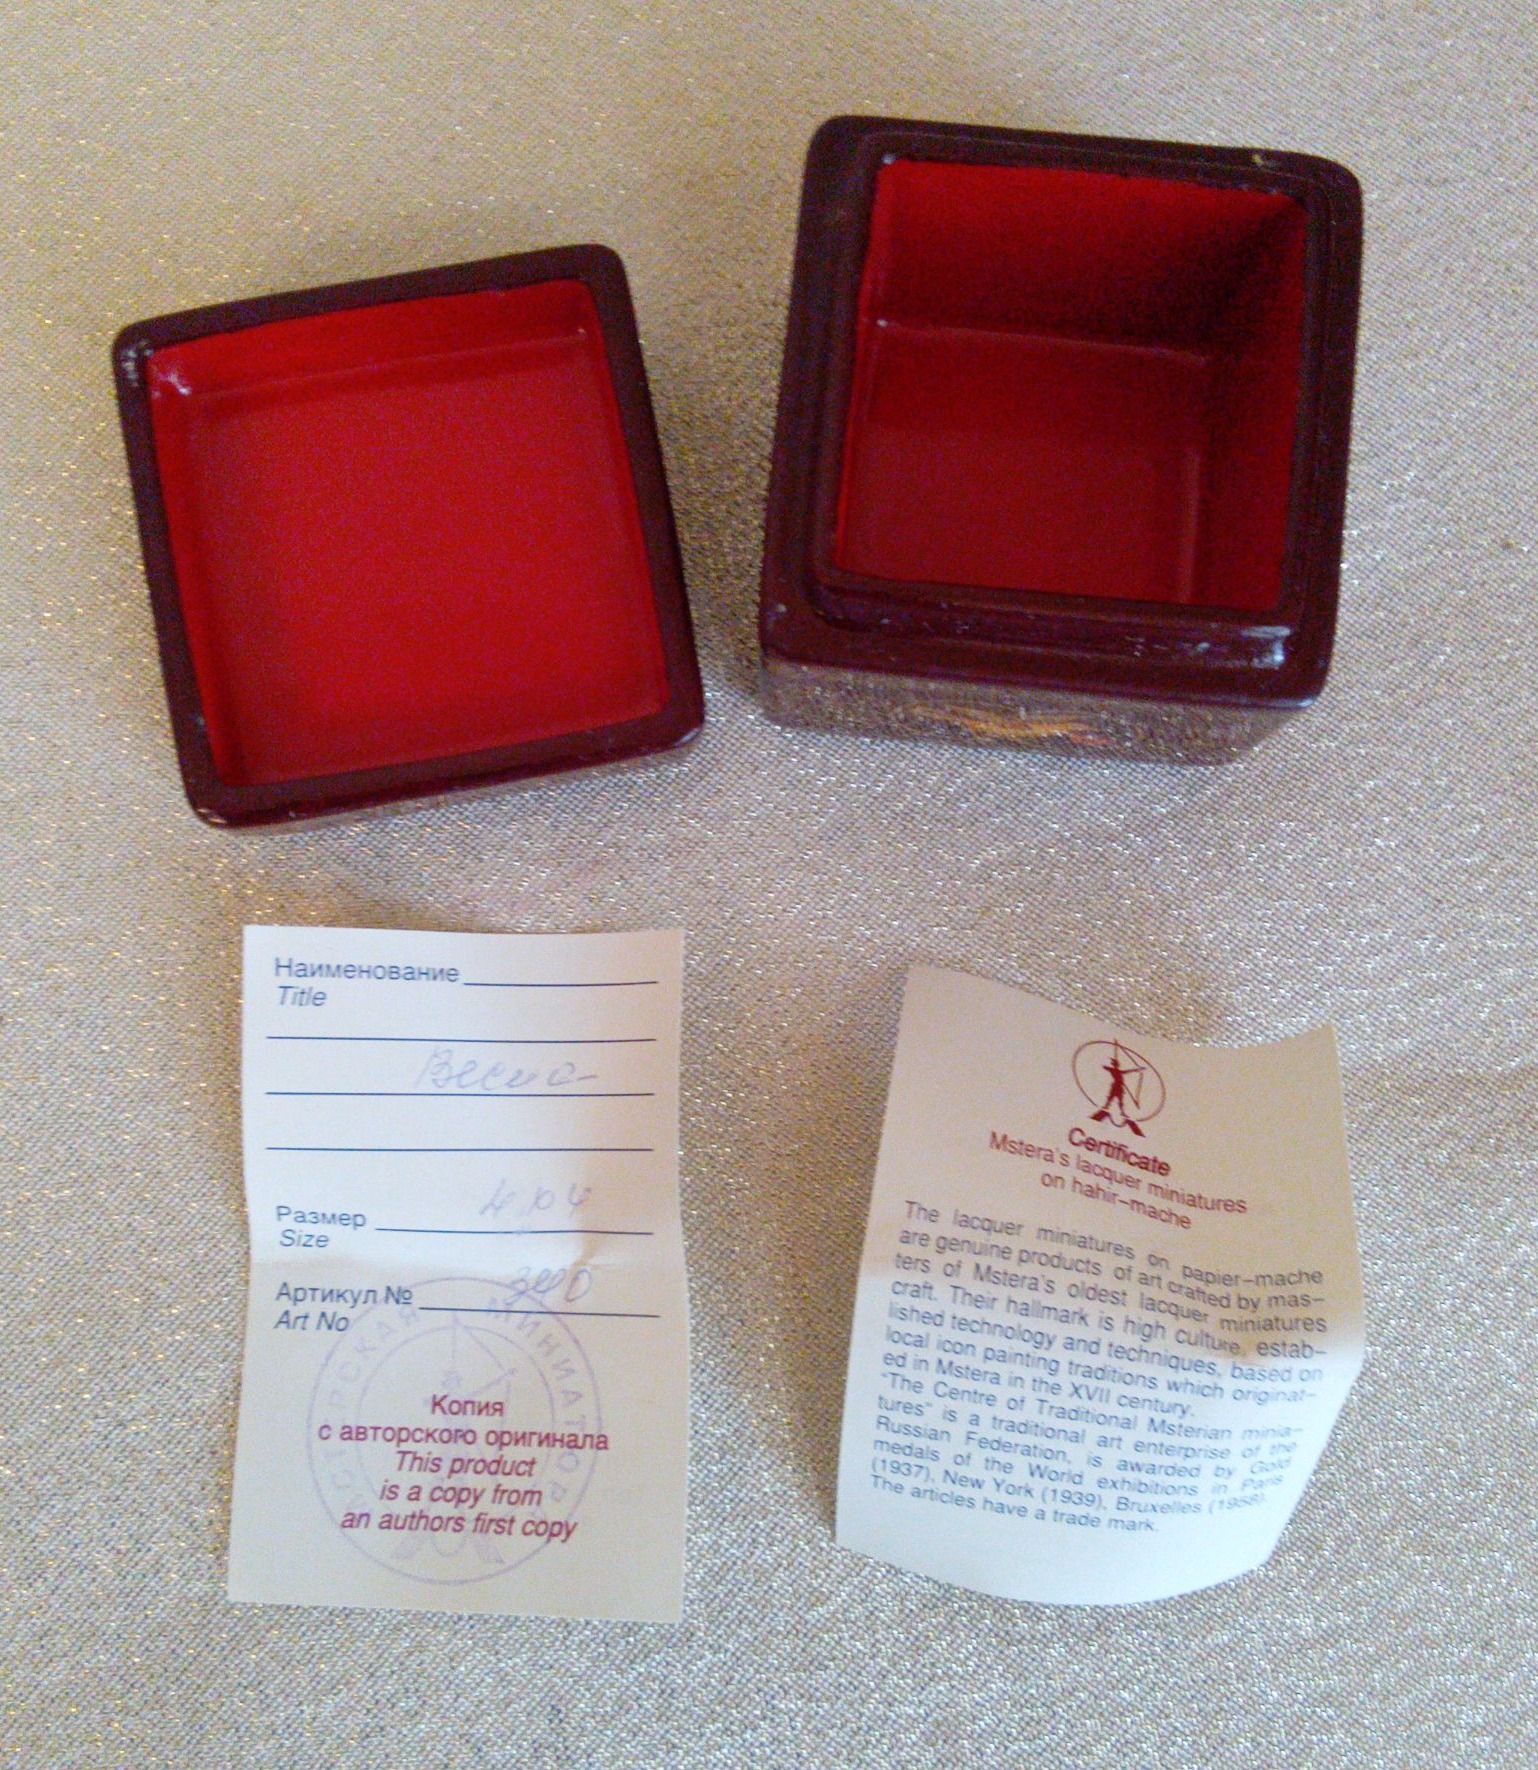 Наименование
Title
Весна
Размер
Size
Артикул №
Art No
Копия
с авторского оригинала
This product
is a copy from
an authors first copy
МИНИАТЮРА
Certificate
Mstera's lacquer miniatures
on hahir-mache
The lacquer miniatures on papier-mache
are genuine products of art crafted by mas-
ters of Mstera's oldest lacquer miniatures
craft. Their hallmark is high culture, estab-
lished technology and techniques, based on
local icon painting traditions which originat-
ed in Mstera in the XVII century.
"The Centre of Traditional Msterian minia-
tures" is a traditional art enterprise of the
Russian Federation, is awarded by Gold
medals of the World exhibitions in Paris
(1937), New York (1939), Bruxelles (1958).
The articles have a trade mark.